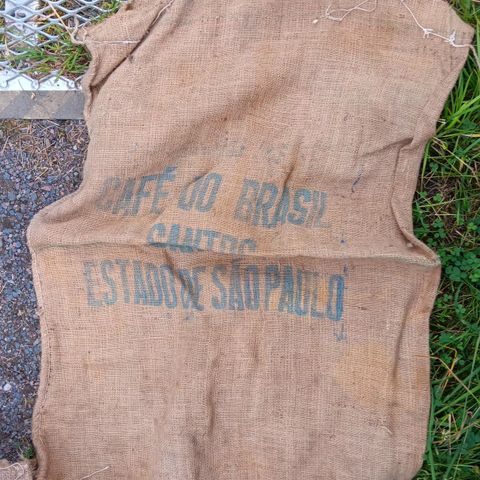 CAFÉ DO BRASIL
SANTOS
ESTADO DE SÃO PAULO